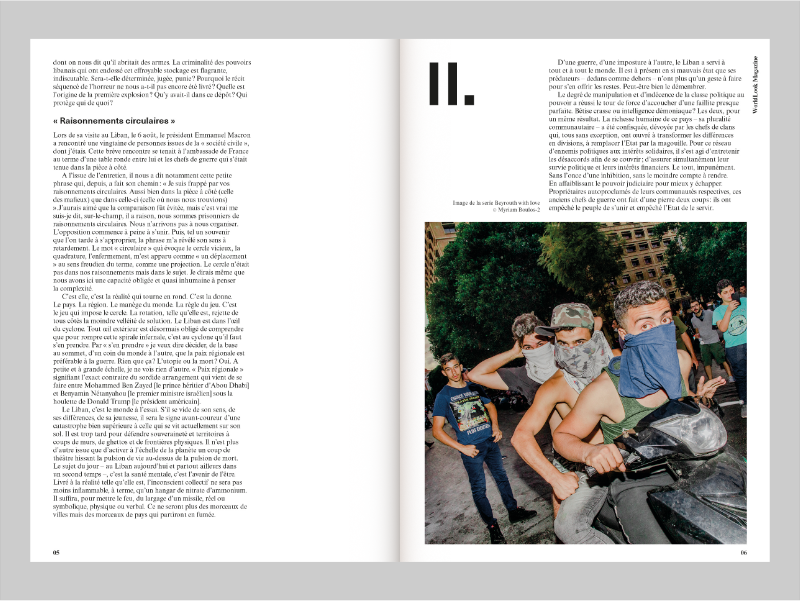 dont on nous dit qu'il abritait des armes. La criminalité des pouvoirs
libanais qui ont endossé cet effroyable stockage est flagrante,
indiscutable. Sera-t-elle déterminée, jugée, punie? Pourquoi le récit
séquencé de l'horreur ne nous a-t-il pas encore été livré? Quelle est
l'origine de la première explosion? Qu'y avait-il dans ce dépôt? Qui
protège qui de quoi?
« Raisonnements circulaires »
Lors de sa visite au Liban, le 6 août, le président Emmanuel Macron
a rencontré une vingtaine de personnes issues de la « société civile »,
dont j'étais. Cette brève rencontre se tenait à l'ambassade de France
au terme d'une table ronde entre lui et les chefs de guerre qui s'était
tenue dans la pièce à côté.
A l'issue de l'entretien, il nous a dit notamment cette petite
phrase qui, depuis, a fait son chemin : « Je suis frappé par vos
raisonnements circulaires. Aussi bien dans la pièce à côté (celle
des mafieux) que dans celle-ci (celle où nous nous trouvions)
» J'aurais aimé que la comparaison fût évitée, mais c'est vrai me
suis-je dit, sur-le-champ, il a raison, nous sommes prisonniers de
raisonnements circulaires. Nous n'arrivons pas à nous organiser.
L'opposition commence à peine à s'unir. Puis, tel un souvenir
que l'on tarde à s'approprier, la phrase m'a révélé son sens à
retardement. Le mot « circulaire » qui évoque le cercle vicieux, la
quadrature, l'enfermement, m'est apparu comme « un déplacement
» au sens freudien du terme, comme une projection. Le cercle n'était
pas dans nos raisonnements mais dans le sujet. Je dirais même que
nous avons ici une capacité obligée et quasi inhumaine à penser
la complexité.
C'est elle, c'est la réalité qui tourne en rond. C'est la donne.
Le pays. La région. Le manège du monde. La règle du jeu. C'est
le jeu qui impose le cercle. La rotation, telle qu'elle est, rejette de
tous côtés la moindre velléité de solution. Le Liban est dans l'œil
du cyclone. Tout œil extérieur est désormais obligé de comprendre
que pour rompre cette spirale infernale, c'est au cyclone qu'il faut
s'en prendre. Par « s'en prendre » je veux dire décider, de la base
au sommet, d'un coin du monde à l'autre, que la paix régionale est
préférable à la guerre. Rien que ça? L'utopie ou la mort? Oui. A
petite et à grande échelle, je ne vois rien d'autre. « Paix régionale »
signifiant l'exact contraire du sordide arrangement qui vient de se
faire entre Mohammed Ben Zayed [le prince héritier d'Abou Dhabi]
et Benyamin Nétanyahou [le premier ministre israélien] sous la
houlette de Donald Trump [le président américain].
Le Liban, c'est le monde à l'essai. S'il se vide de son sens, de
ses différences, de sa jeunesse, il sera le signe avant-coureur d'une
catastrophe bien supérieure à celle qui se vit actuellement sur son
sol. Il est trop tard pour défendre souveraineté et territoires à
coups de murs, de ghettos et de frontières physiques. Il n'est plus
d'autre issue que d'activer à l'échelle de la planète un coup de
théâtre hissant la pulsion de vie au-dessus de la pulsion de mort.
Le sujet du jour – au Liban aujourd'hui et partout ailleurs dans
un second temps –, c'est la santé mentale, c'est l'avenir de l'être.
Livré à la réalité telle qu'elle est, l'inconscient collectif ne sera pas
moins inflammable, à terme, qu'un hangar de nitrate d'ammonium.
Il suffira, pour mettre le feu, du largage d'un missile, réel ou
symbolique, physique ou verbal. Ce ne seront plus des morceaux de
villes mais des morceaux de pays qui partiront en fumée.
05
II.
D'une guerre, d'une imposture à l'autre, le Liban a servi à
tout et à tout le monde. Il est à présent en si mauvais état que ses
prédateurs – dedans comme dehors – n'ont plus qu'un geste à faire
pour s'en offrir les restes. Peut-être bien le démembrer.
Le degré de manipulation et d'indécence de la classe politique au
pouvoir a réussi le tour de force d'accoucher d'une faillite presque
parfaite. Bêtise crasse ou intelligence démoniaque? Les deux, pour
un même résultat. La richesse humaine de ce pays – sa pluralité
communautaire – a été confisquée, dévoyée par les chefs de clans
qui, tous sans exception, ont œuvré à transformer les différences
en divisions, à remplacer l'Etat par la magouille. Pour ce réseau
d'ennemis politiques aux intérêts solidaires, il s'est agi d'entretenir
les désaccords afin de se couvrir; d'assurer simultanément leur
survie politique et leurs intérêts financiers. Le tout, impunément.
Sans l'once d'une inhibition, sans le moindre compte à rendre.
En affaiblissant le pouvoir judiciaire pour mieux y échapper.
Propriétaires autoproclamés de leurs communautés respectives, ces
anciens chefs de guerre ont fait d'une pierre deux coups: ils ont
empêché le peuple de s'unir et empêché l'Etat de le servir.
Image de la serie Bayrouth with love
© Myriam Boulos-2
WorldLook Magazine
06